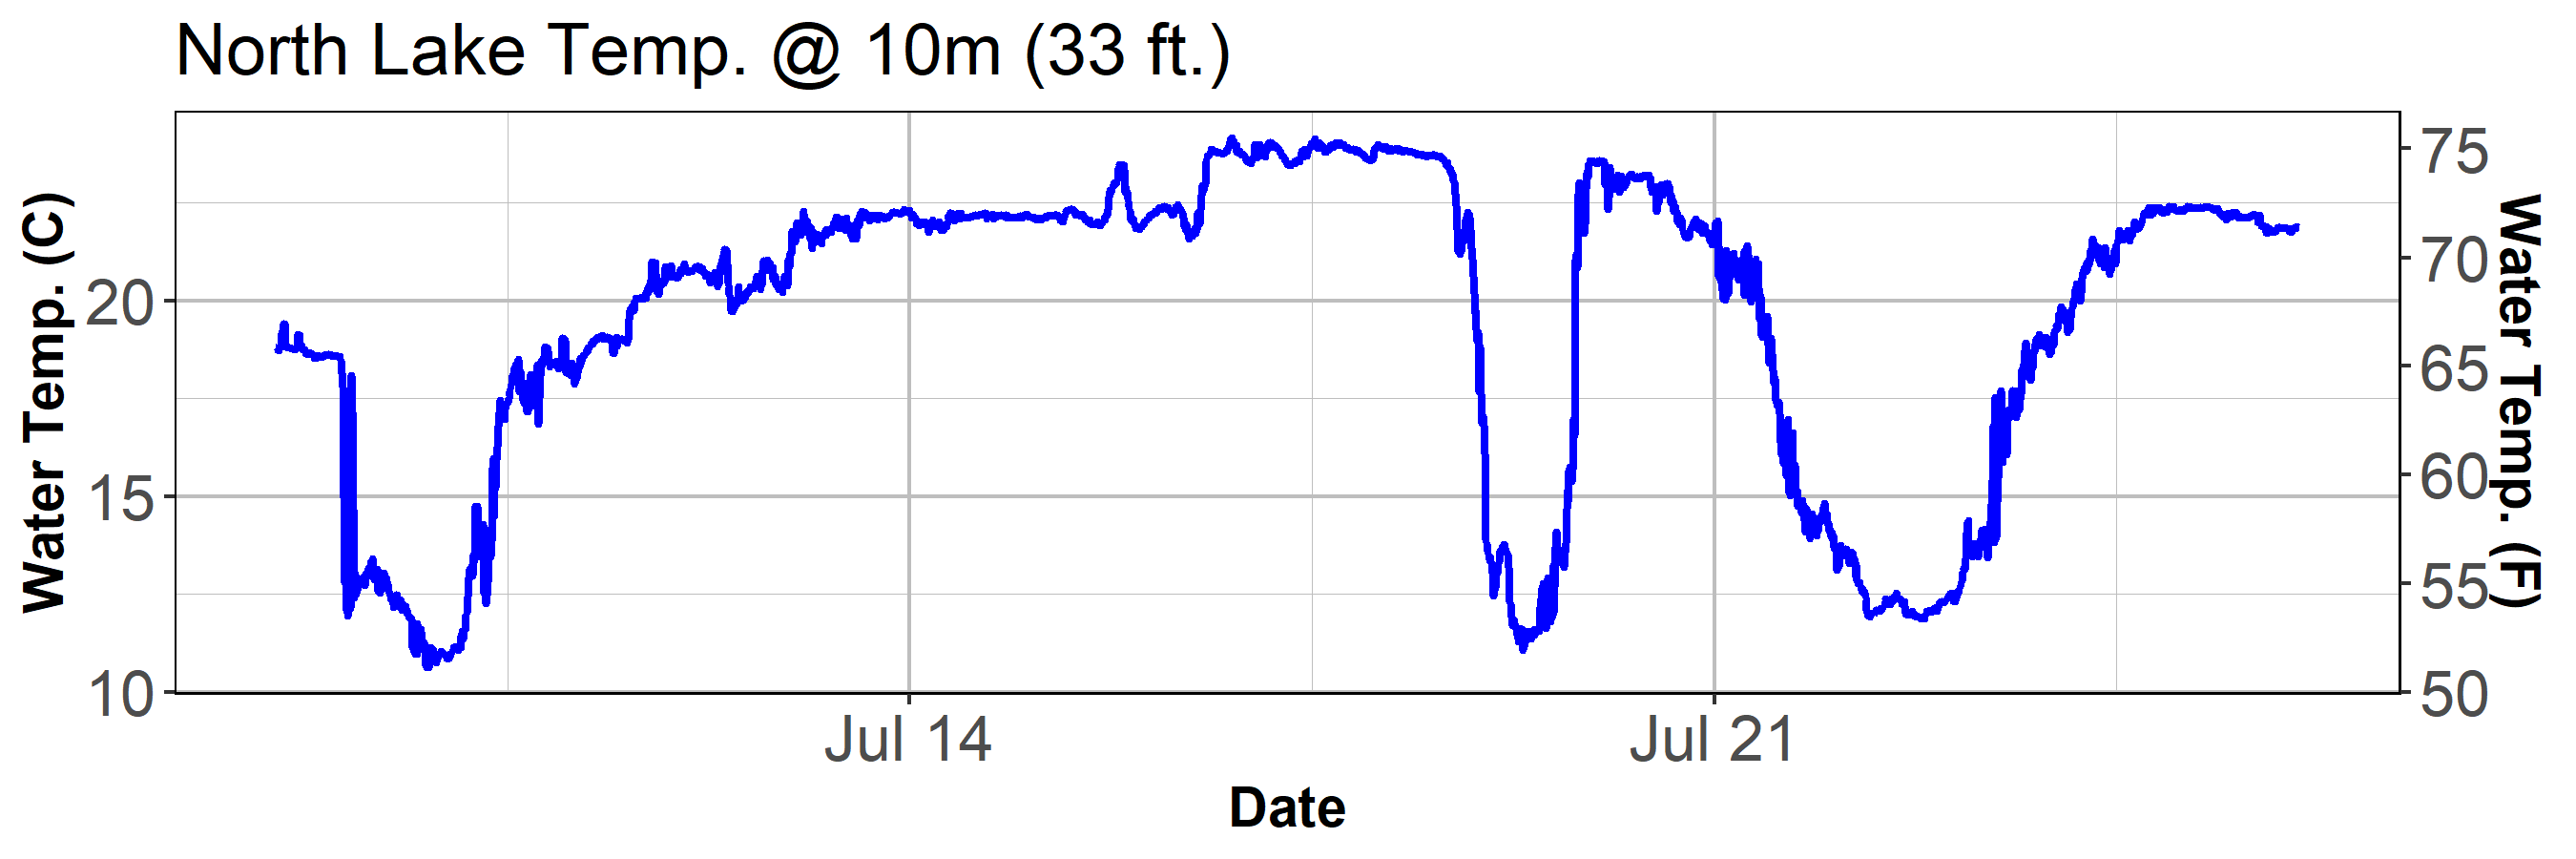 North Lake Temp. @ 10m (33 ft.)
Water Temp. (C)
20
15
10
75
70
65
60
55
50
Water Temp. (F)
Jul 14
Jul 21
Date